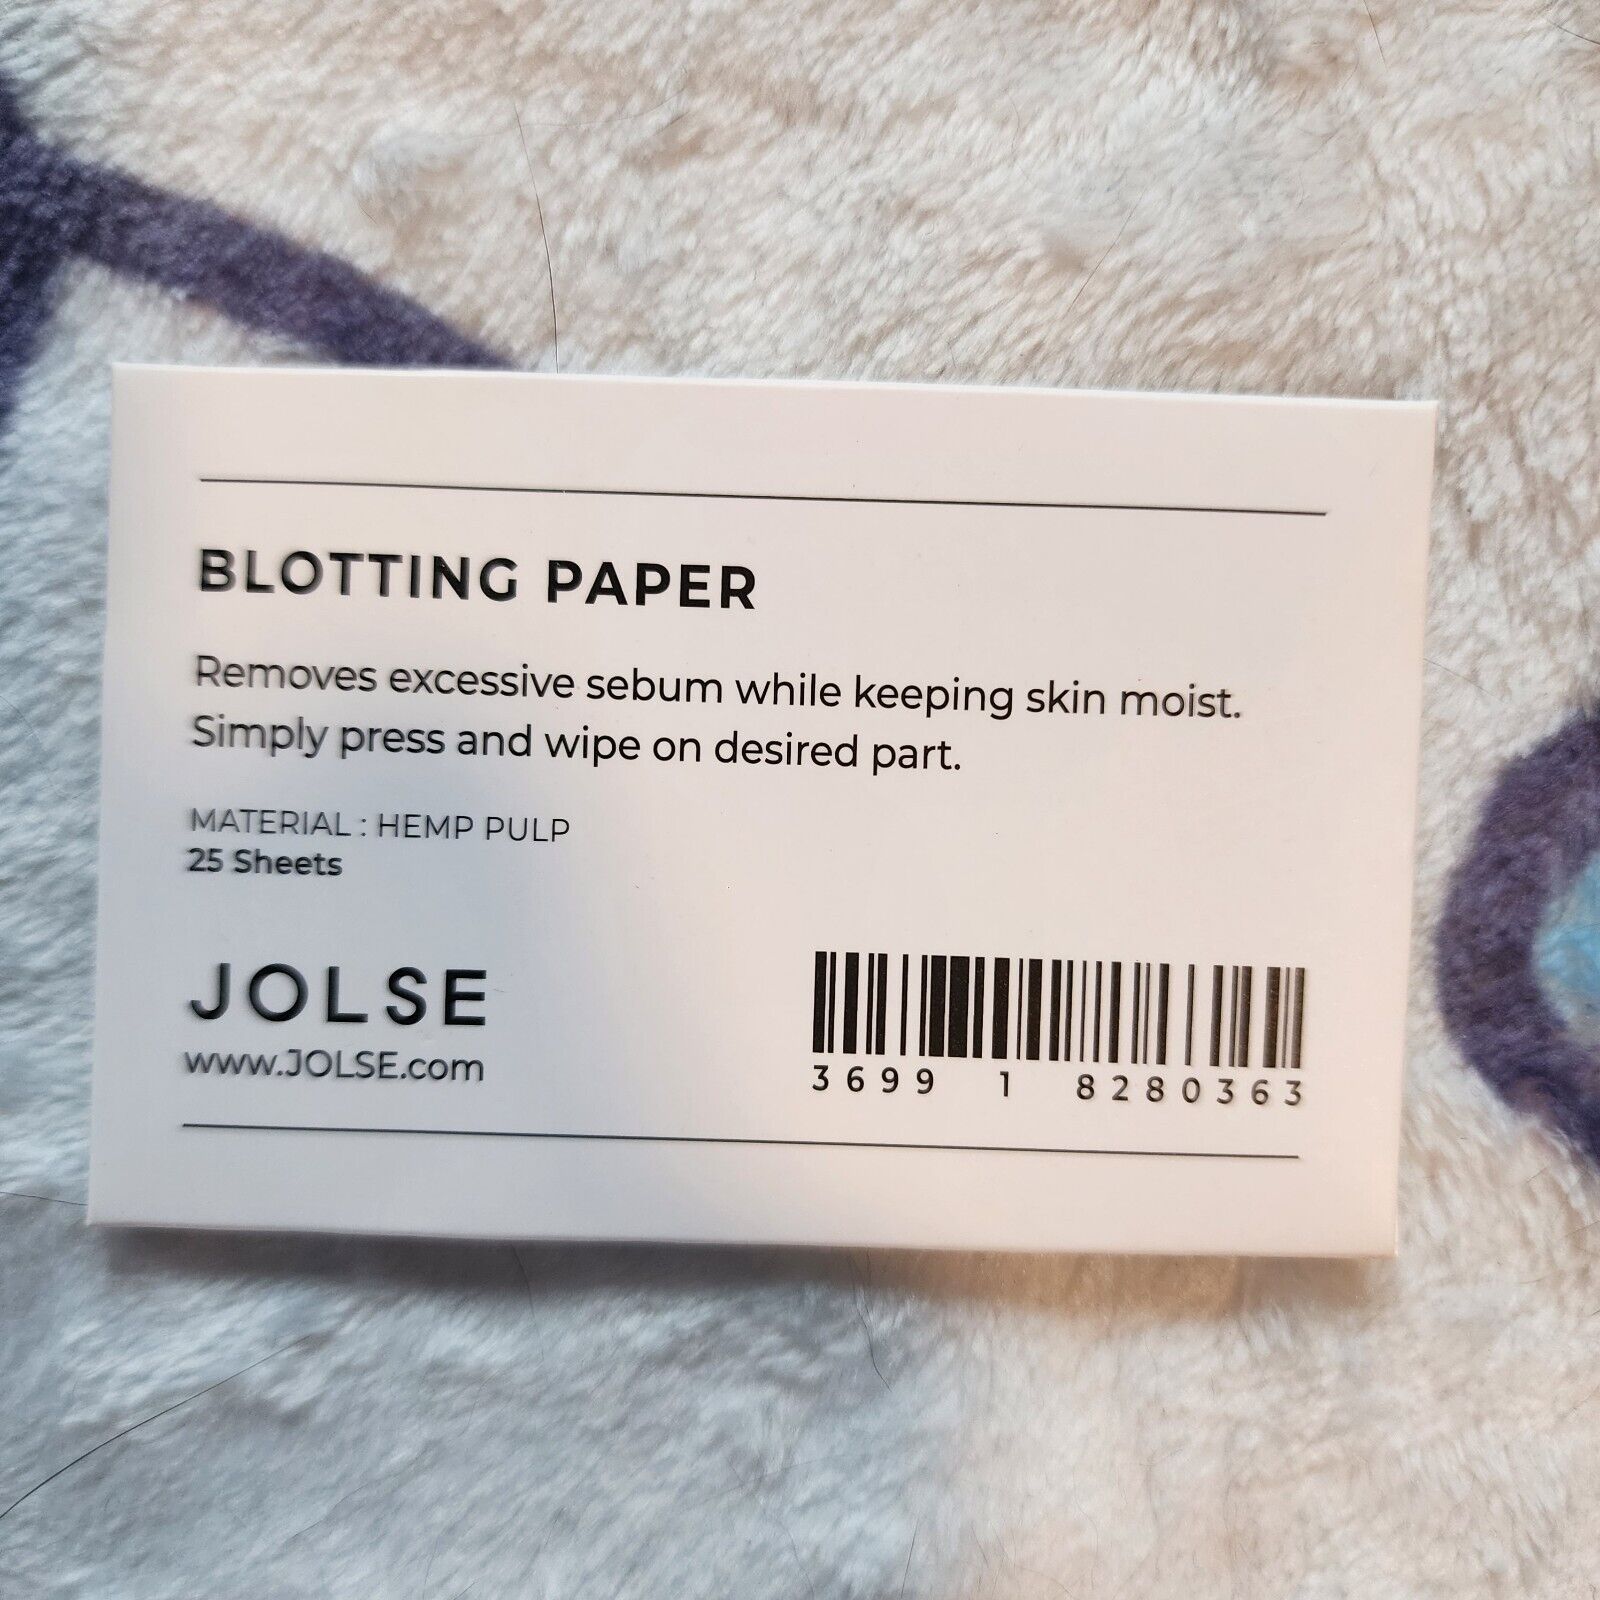 BLOTTING PAPER
Removes excessive sebum while keeping skin moist.
Simply press and wipe on desired part.
MATERIAL : HEMP PULP
25 Sheets
JOLSE
www.JOLSE.com
3699 1 8280363